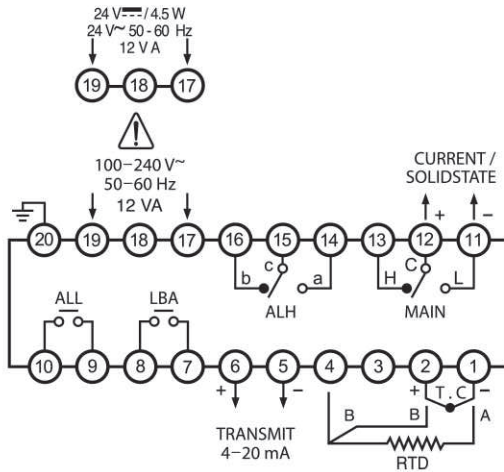 24 V⎓/4.5 W
24 V~ 50-60 Hz
12 V A
19 18 17
100–240 V~
50–60 Hz
12 VA
CURRENT /
SOLIDSTATE
+ −
20 19 18 17 16 15 14 13 12 11
b c a H C L
ALH MAIN
ALL LBA
10 9 8 7 6 5 4 3 2 1
+ − + T.C −
TRANSMIT
4–20 mA
B B A
RTD